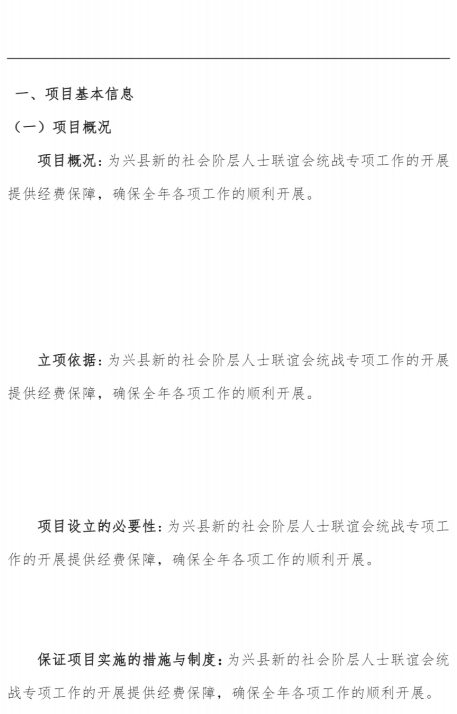 一、项目基本信息
（一）项目概况
项目概况：为兴县新的社会阶层人士联谊会统战专项工作的开展
提供经费保障，确保全年各项工作的顺利开展。
立项依据：为兴县新的社会阶层人士联谊会统战专项工作的开展
提供经费保障，确保全年各项工作的顺利开展。
项目设立的必要性：为兴县新的社会阶层人士联谊会统战专项工
作的开展提供经费保障，确保全年各项工作的顺利开展。
保证项目实施的措施与制度：为兴县新的社会阶层人士联谊会统
战专项工作的开展提供经费保障，确保全年各项工作的顺利开展。